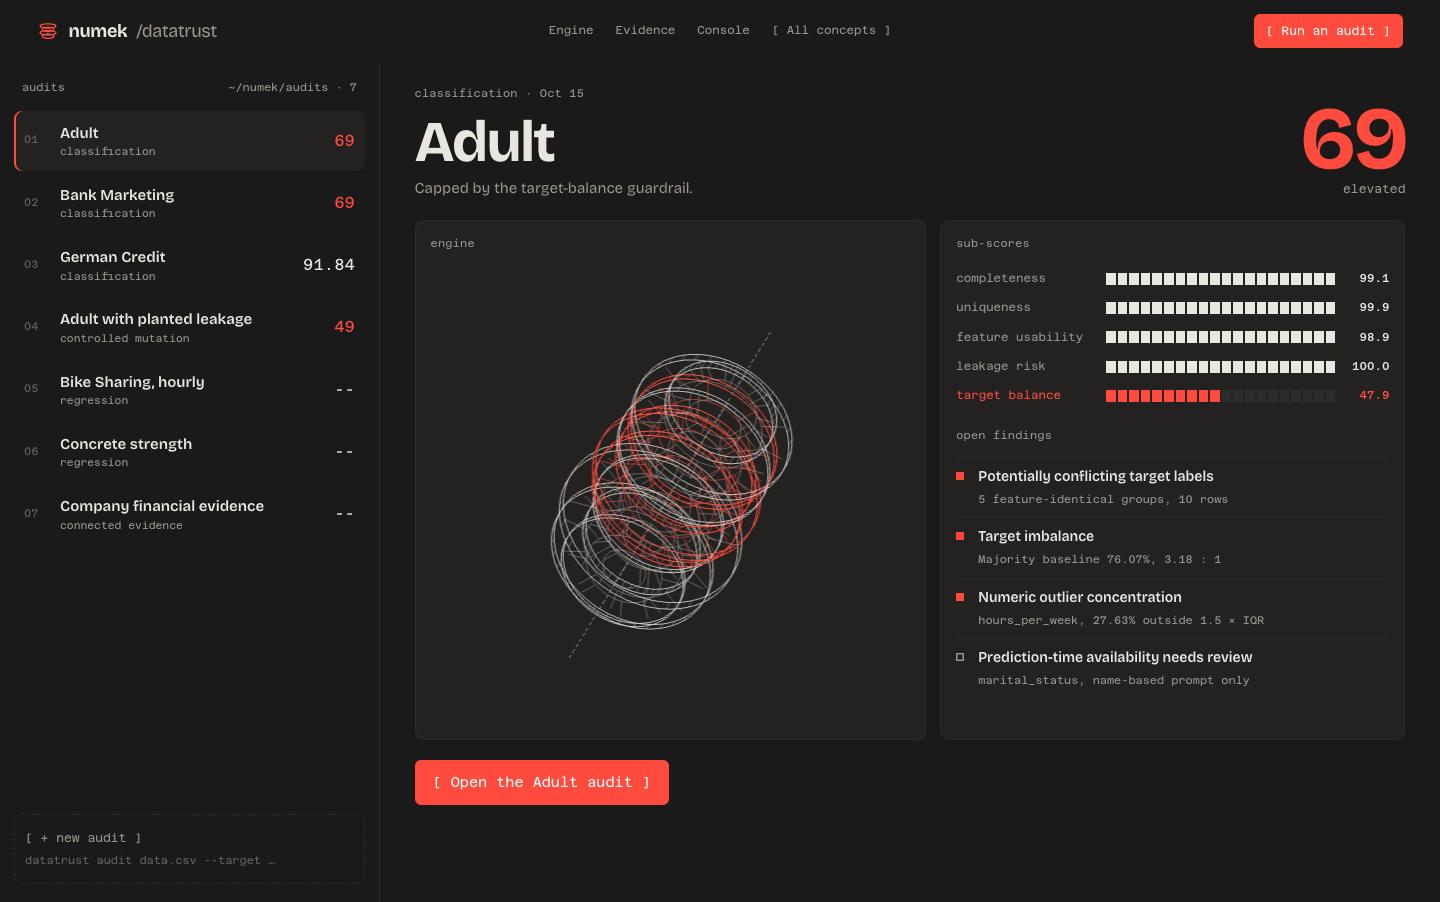 numek /datatrust
Engine Evidence Console [ All concepts ]
[ Run an audit ]
audits ~/numek/audits · 7
01 Adult 69
classification
02 Bank Marketing 69
classification
03 German Credit 91.84
classification
04 Adult with planted leakage 49
controlled mutation
05 Bike Sharing, hourly --
regression
06 Concrete strength --
regression
07 Company financial evidence --
connected evidence
[ + new audit ]
datatrust audit data.csv --target …
classification · Oct 15
Adult
Capped by the target-balance guardrail.
69
elevated
engine
sub-scores
completeness 99.1
uniqueness 99.9
feature usability 98.9
leakage risk 100.0
target balance 47.9
open findings
Potentially conflicting target labels
5 feature-identical groups, 10 rows
Target imbalance
Majority baseline 76.07%, 3.18 : 1
Numeric outlier concentration
hours_per_week, 27.63% outside 1.5 × IQR
Prediction-time availability needs review
marital_status, name-based prompt only
[ Open the Adult audit ]